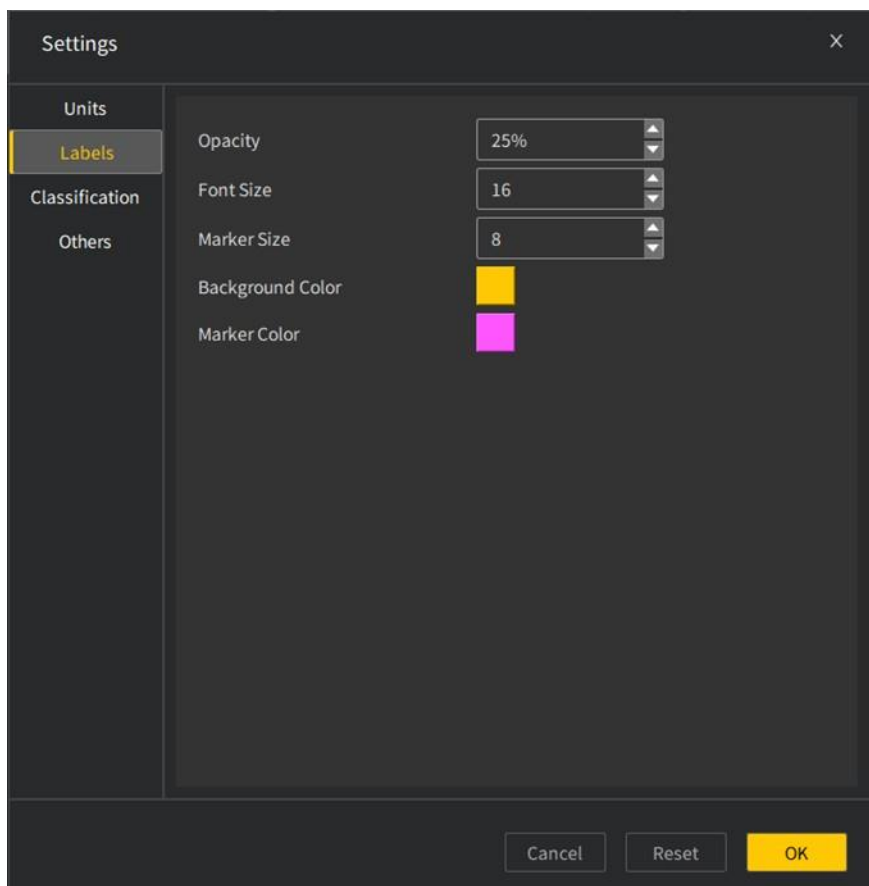 Settings
X
Units
Labels
Classification
Others
Opacity 25%
Font Size 16
Marker Size 8
Background Color
Marker Color
Cancel Reset OK